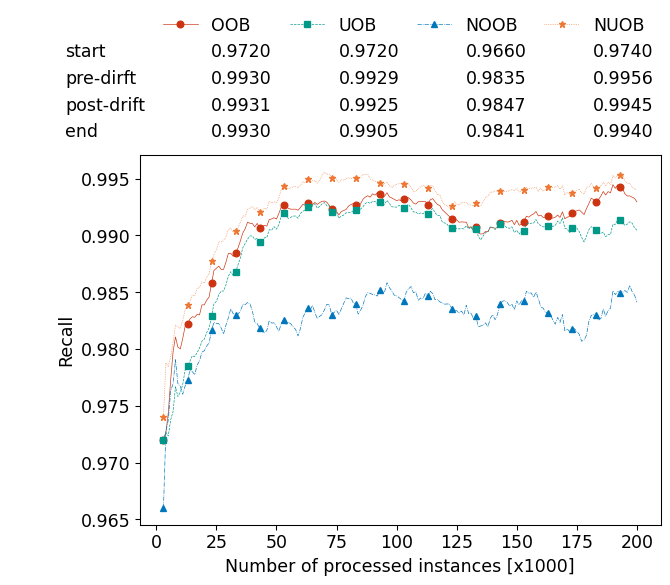 OOB UOB NOOB NUOB
start 0.9720 0.9720 0.9660 0.9740
pre-dirft 0.9930 0.9929 0.9835 0.9956
post-drift 0.9931 0.9925 0.9847 0.9945
end 0.9930 0.9905 0.9841 0.9940
0.995
0.990
0.985
0.980
0.975
0.970
0.965
Recall
0 25 50 75 100 125 150 175 200
Number of processed instances [x1000]